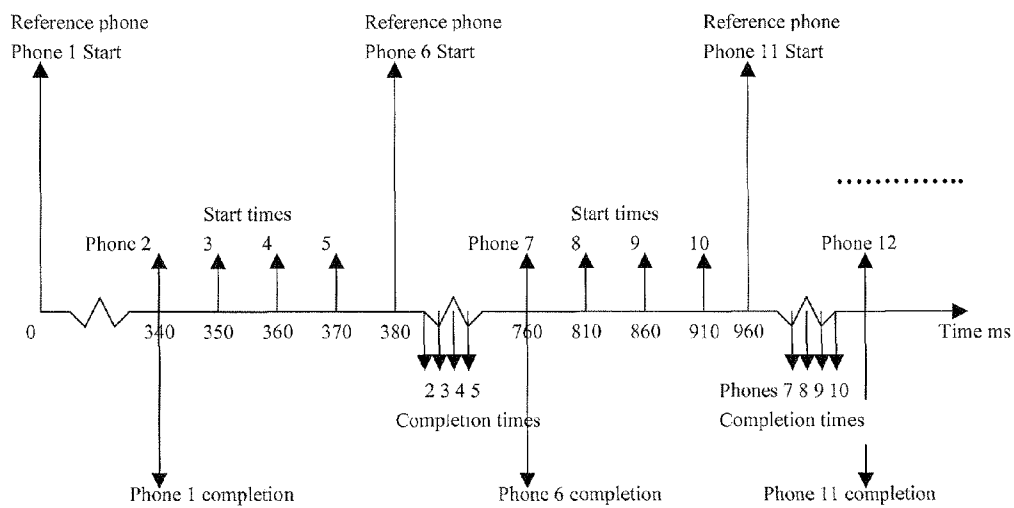 Reference phone
Phone 1 Start
Reference phone
Phone 6 Start
Reference phone
Phone 11 Start
Start times
Start times
Phone 2 3 4 5
Phone 7 8 9 10
Phone 12
0 340 350 360 370 380 760 810 860 910 960 Time ms
2 3 4 5
Completion times
Phones 7 8 9 10
Completion times
Phone 1 completion
Phone 6 completion
Phone 11 completion